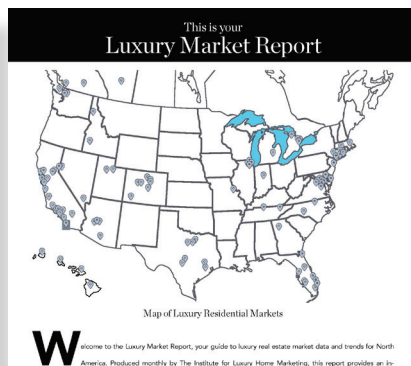 This is your
Luxury Market Report
Map of Luxury Residential Markets
Welcome to the Luxury Market Report, your guide to luxury real estate market data and trends for North
America. Produced monthly by The Institute for Luxury Home Marketing, this report provides an in-